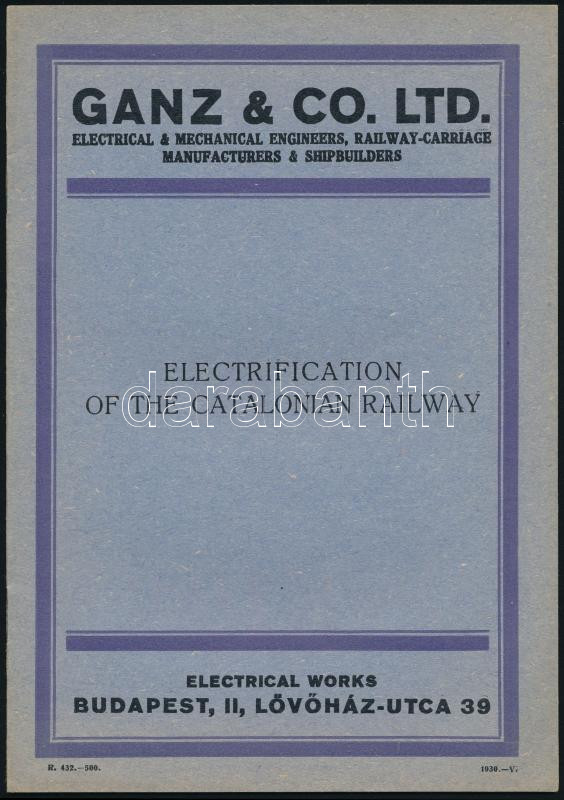 GANZ & CO. LTD.
ELECTRICAL & MECHANICAL ENGINEERS, RAILWAY-CARRIAGE
MANUFACTURERS & SHIPBUILDERS
ELECTRIFICATION
OF THE CATALONIAN RAILWAY
darabanth
ELECTRICAL WORKS
BUDAPEST, II, LÖVŐHÁZ-UTCA 39
R. 432.—500.
1930.—V.